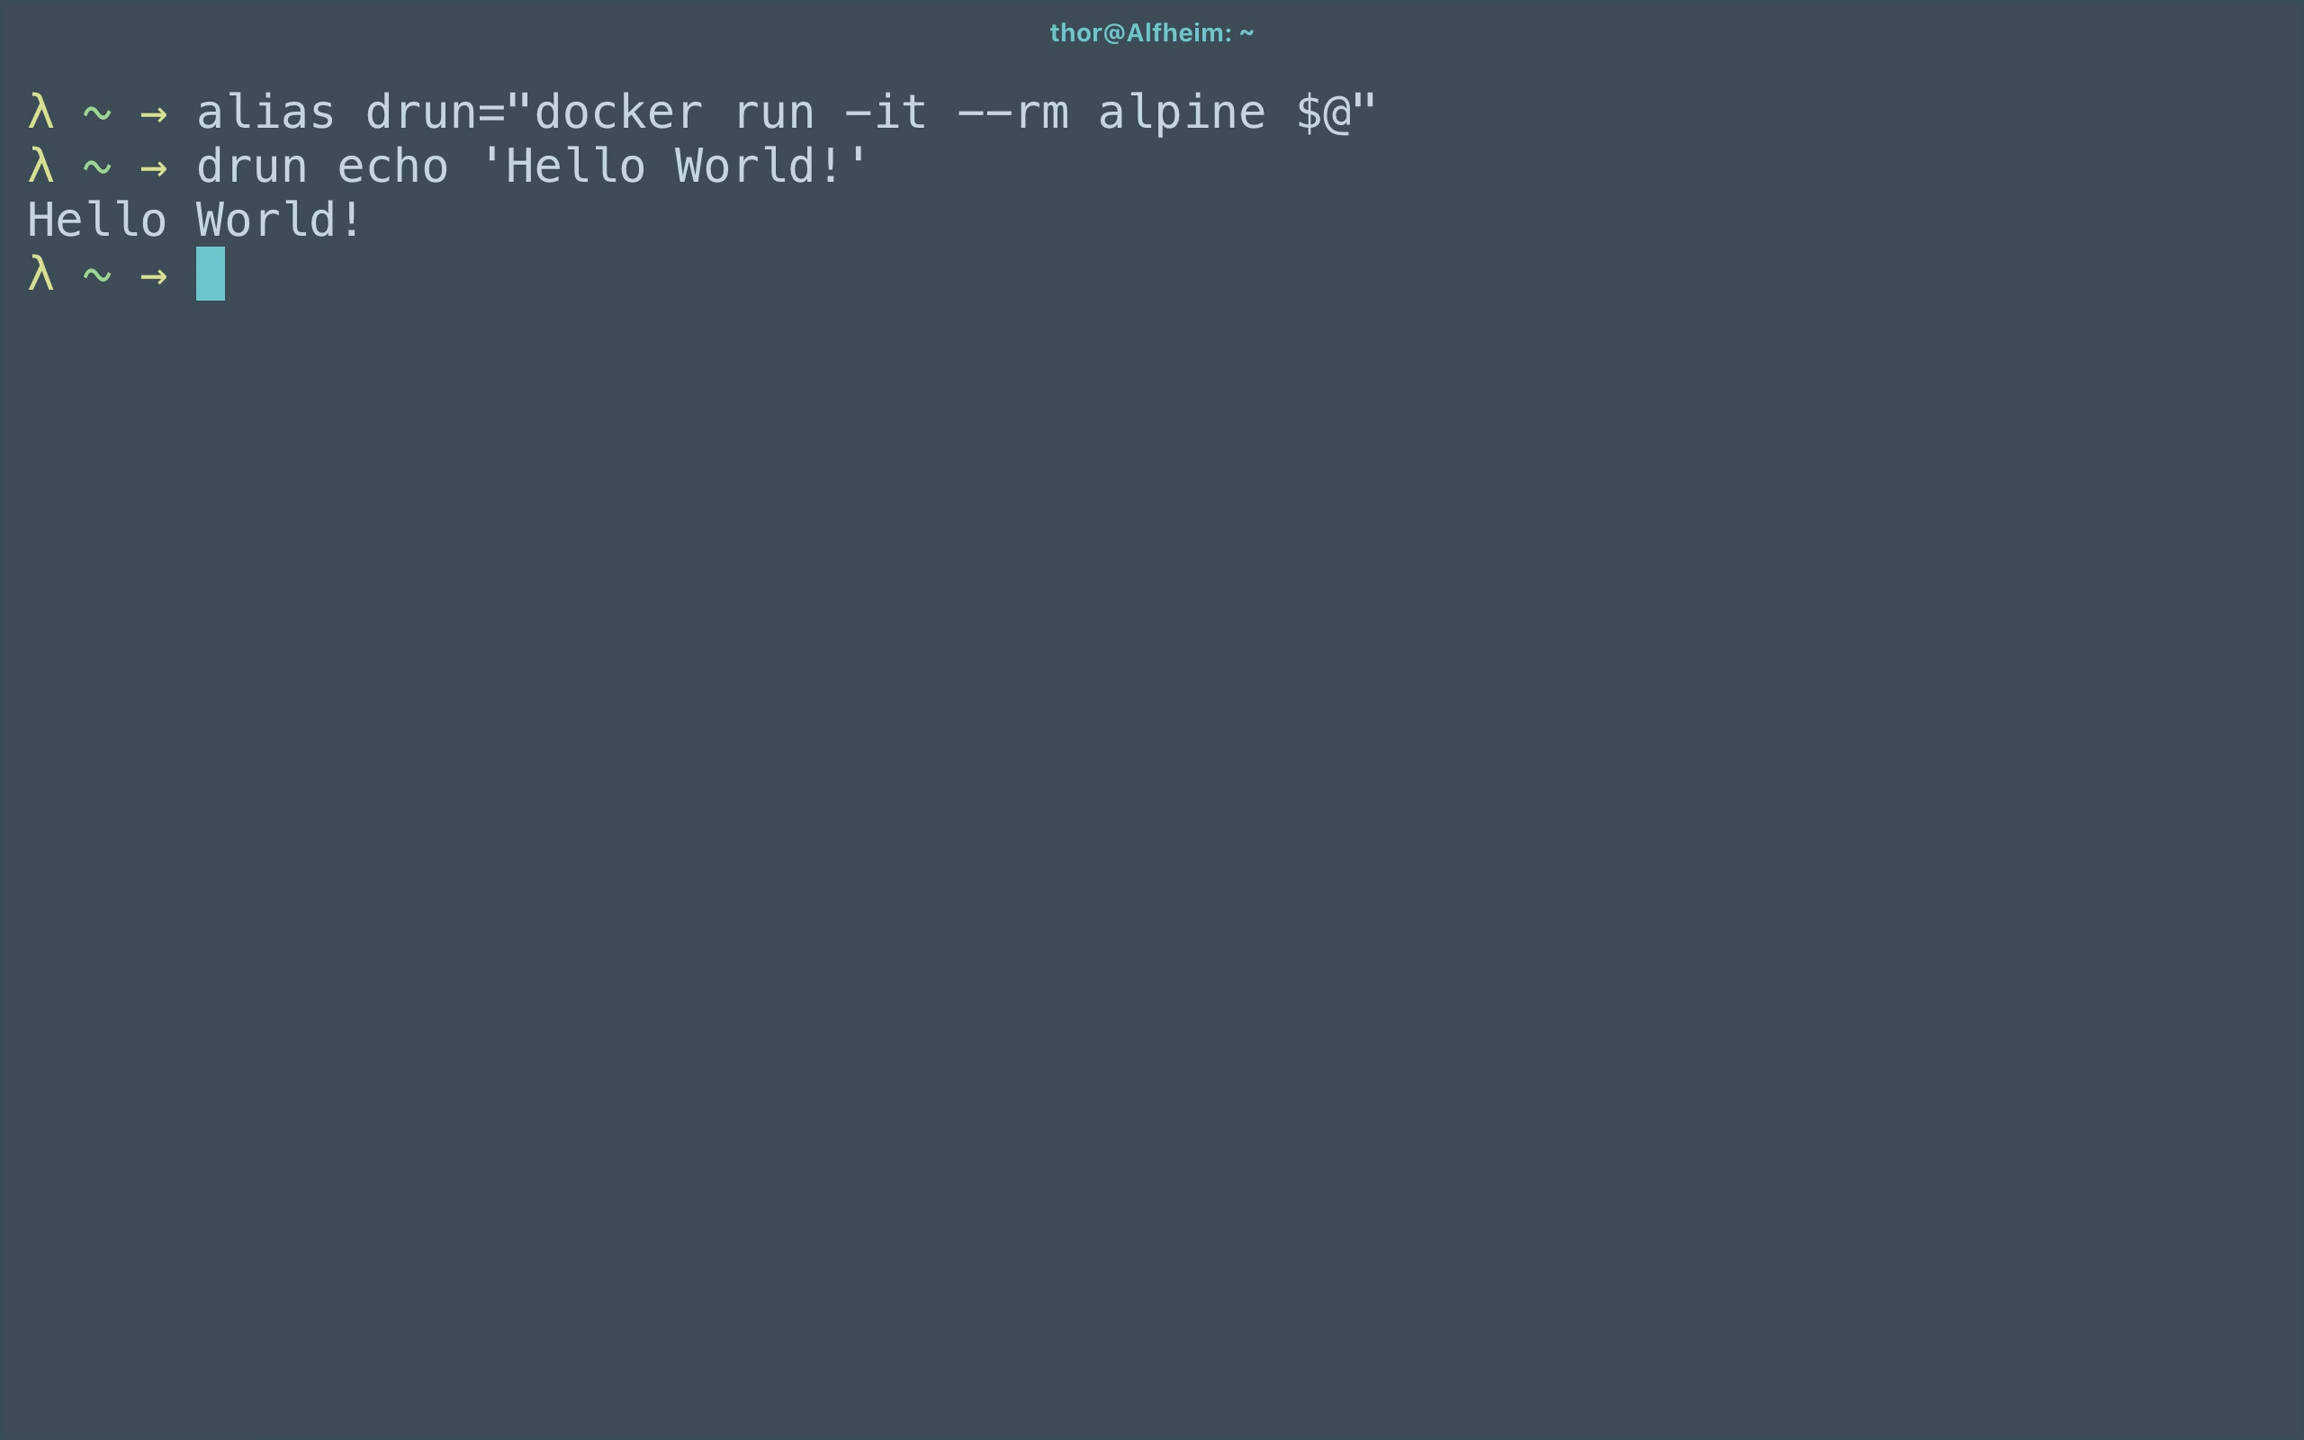 thor@Alfheim: ~
λ ~ → alias drun="docker run -it --rm alpine $@"
λ ~ → drun echo 'Hello World!'
Hello World!
λ ~ →